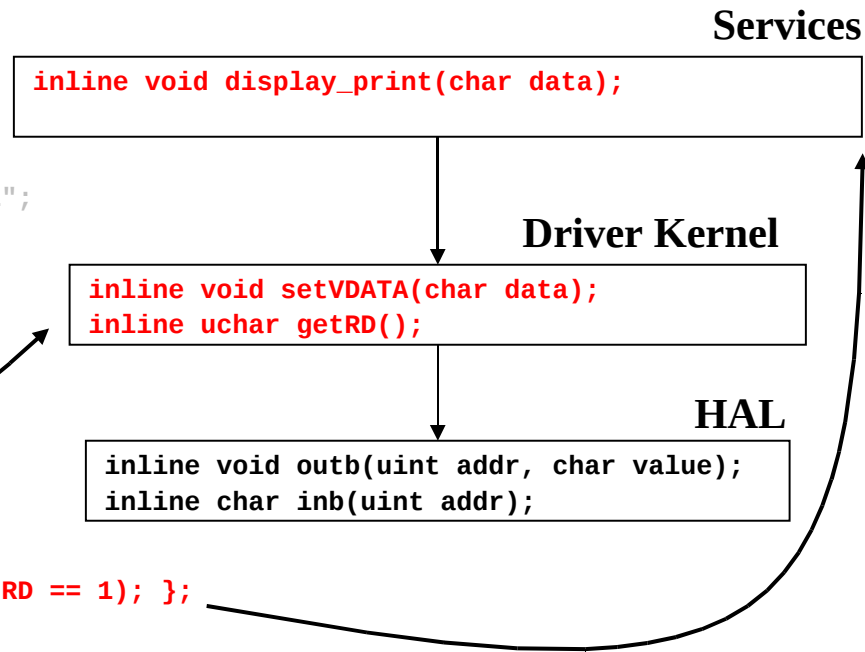 Services
inline void display_print(char data);
";
Driver Kernel
inline void setVDATA(char data);
inline uchar getRD();
HAL
inline void outb(uint addr, char value);
inline char inb(uint addr);
RD == 1); };